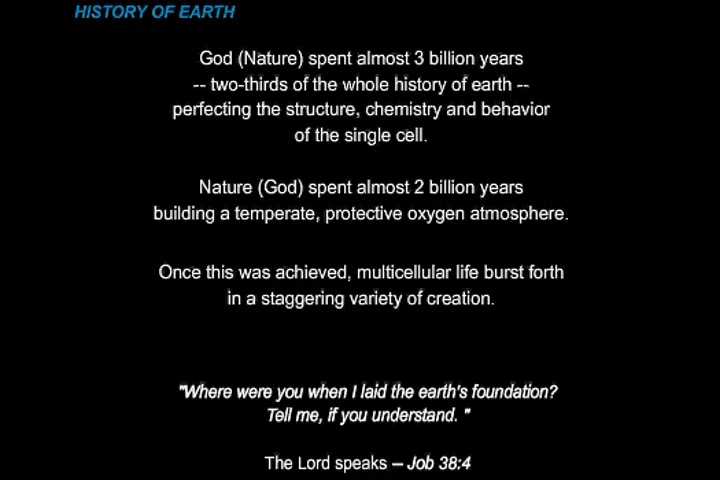 HISTORY OF EARTH
God (Nature) spent almost 3 billion years
-- two-thirds of the whole history of earth --
perfecting the structure, chemistry and behavior
of the single cell.
Nature (God) spent almost 2 billion years
building a temperate, protective oxygen atmosphere.
Once this was achieved, multicellular life burst forth
in a staggering variety of creation.
"Where were you when I laid the earth's foundation?
Tell me, if you understand. "
The Lord speaks -- Job 38:4